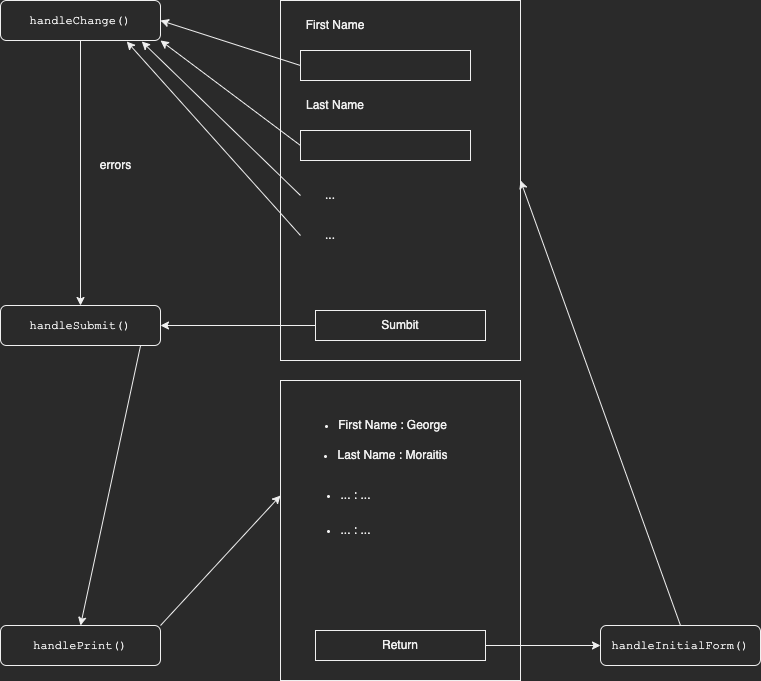 handleChange()
First Name
Last Name
errors
...
...
handleSubmit()
Sumbit
• First Name : George
• Last Name : Moraitis
• ... : ...
• ... : ...
handlePrint()
Return
handleInitialForm()